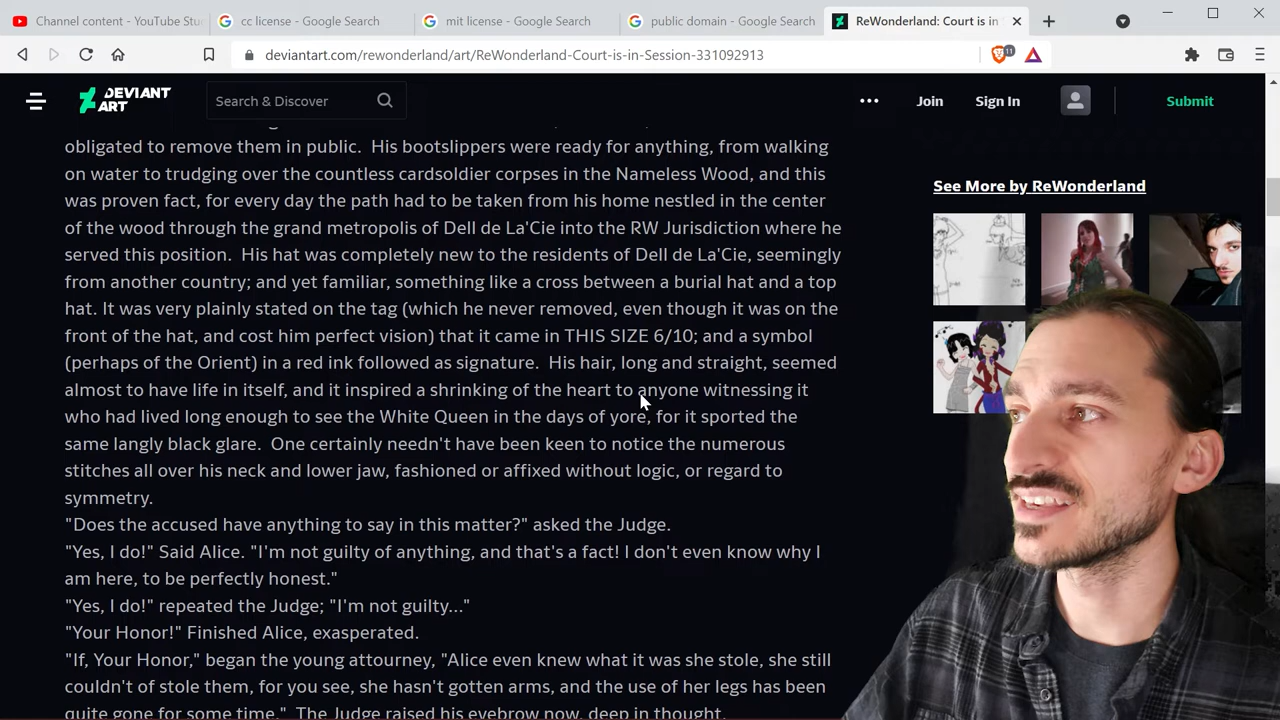 Channel content - YouTube Stu
cc license - Google Search
mit license - Google Search
public domain - Google Search
ReWonderland: Court is in
deviantart.com/rewonderland/art/ReWonderland-Court-is-in-Session-331092913
11
DEVIANT ART
Search & Discover
Join
Sign In
Submit
obligated to remove them in public. His bootslippers were ready for anything, from walking
on water to trudging over the countless cardsoldier corpses in the Nameless Wood, and this
was proven fact, for every day the path had to be taken from his home nestled in the center
of the wood through the grand metropolis of Dell de La'Cie into the RW Jurisdiction where he
served this position. His hat was completely new to the residents of Dell de La'Cie, seemingly
from another country; and yet familiar, something like a cross between a burial hat and a top
hat. It was very plainly stated on the tag (which he never removed, even though it was on the
front of the hat, and cost him perfect vision) that it came in THIS SIZE 6/10; and a symbol
(perhaps of the Orient) in a red ink followed as signature. His hair, long and straight, seemed
almost to have life in itself, and it inspired a shrinking of the heart to anyone witnessing it
who had lived long enough to see the White Queen in the days of yore, for it sported the
same langly black glare. One certainly needn't have been keen to notice the numerous
stitches all over his neck and lower jaw, fashioned or affixed without logic, or regard to
symmetry.
"Does the accused have anything to say in this matter?" asked the Judge.
"Yes, I do!" Said Alice. "I'm not guilty of anything, and that's a fact! I don't even know why I
am here, to be perfectly honest."
"Yes, I do!" repeated the Judge; "I'm not guilty..."
"Your Honor!" Finished Alice, exasperated.
"If, Your Honor," began the young attourney, "Alice even knew what it was she stole, she still
couldn't of stole them, for you see, she hasn't gotten arms, and the use of her legs has been
quite gone for some time." The Judge raised his eyebrow now, deep in thought.
See More by ReWonderland